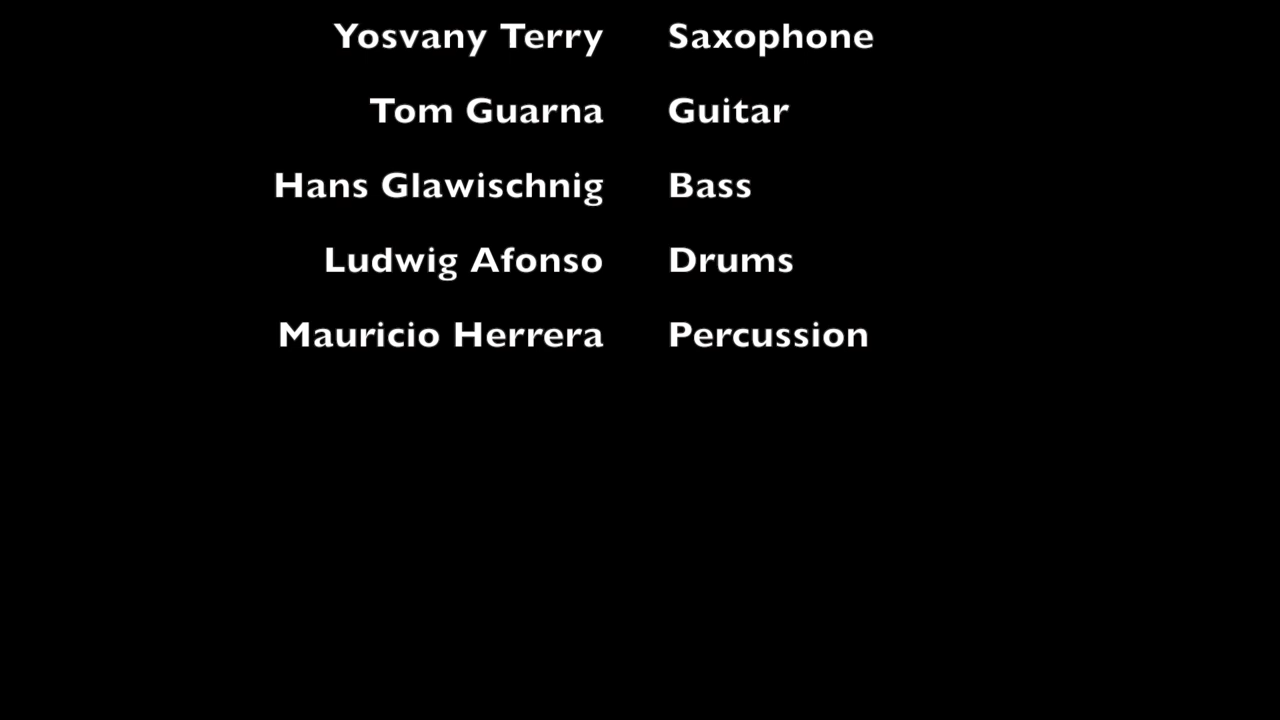 Yosvany Terry Saxophone
Tom Guarna Guitar
Hans Glawischnig Bass
Ludwig Afonso Drums
Mauricio Herrera Percussion